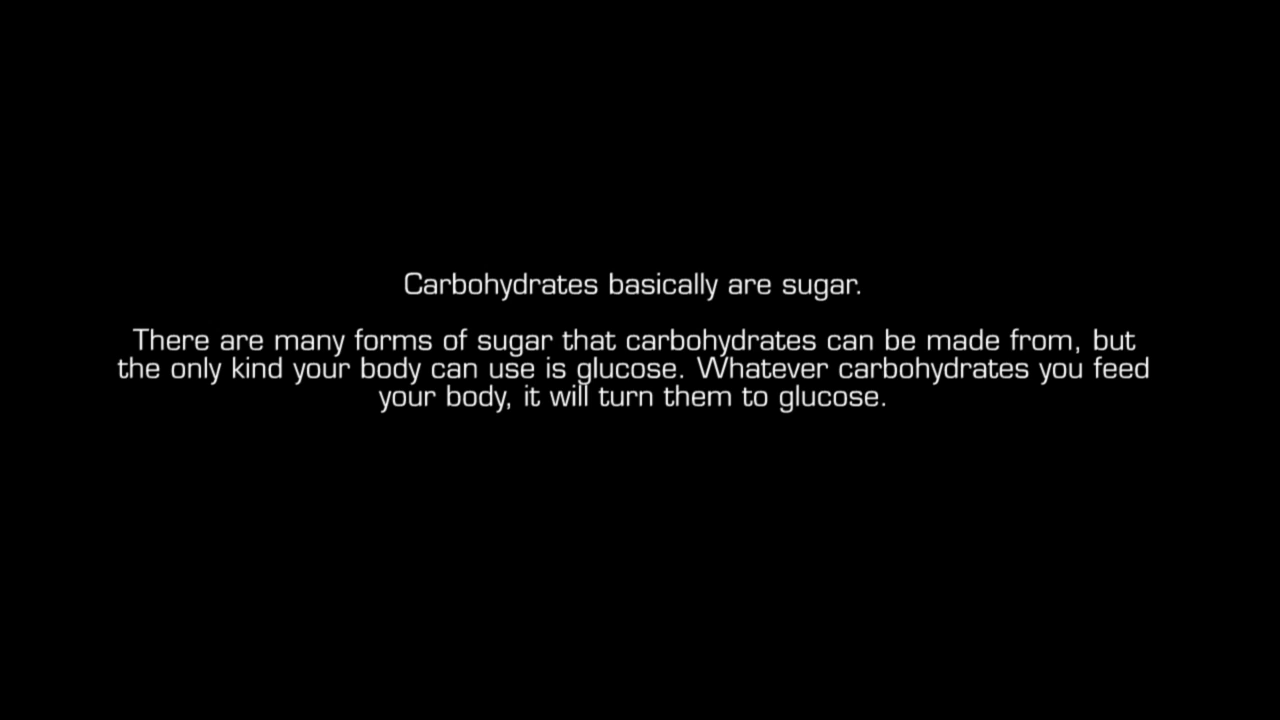 Carbohydrates basically are sugar.
There are many forms of sugar that carbohydrates can be made from, but
the only kind your body can use is glucose. Whatever carbohydrates you feed
your body, it will turn them to glucose.